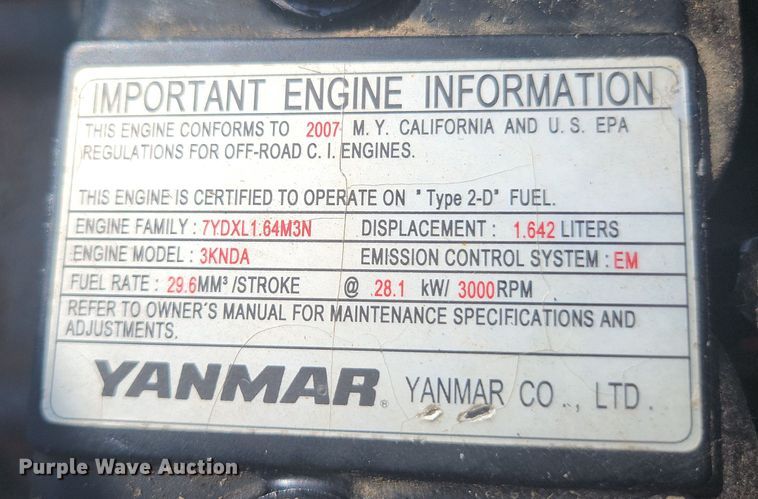 IMPORTANT ENGINE INFORMATION
THIS ENGINE CONFORMS TO 2007 M.Y. CALIFORNIA AND U.S. EPA
REGULATIONS FOR OFF-ROAD C.I. ENGINES.
THIS ENGINE IS CERTIFIED TO OPERATE ON "Type 2-D" FUEL.
ENGINE FAMILY : 7YDXL1.64M3N DISPLACEMENT : 1.642 LITERS
ENGINE MODEL : 3KNDA EMISSION CONTROL SYSTEM : EM
FUEL RATE : 29.6MM³/STROKE @ 28.1 kW/ 3000RPM
REFER TO OWNER'S MANUAL FOR MAINTENANCE SPECIFICATIONS AND
ADJUSTMENTS.
YANMAR® YANMAR CO., LTD.
Purple Wave Auction